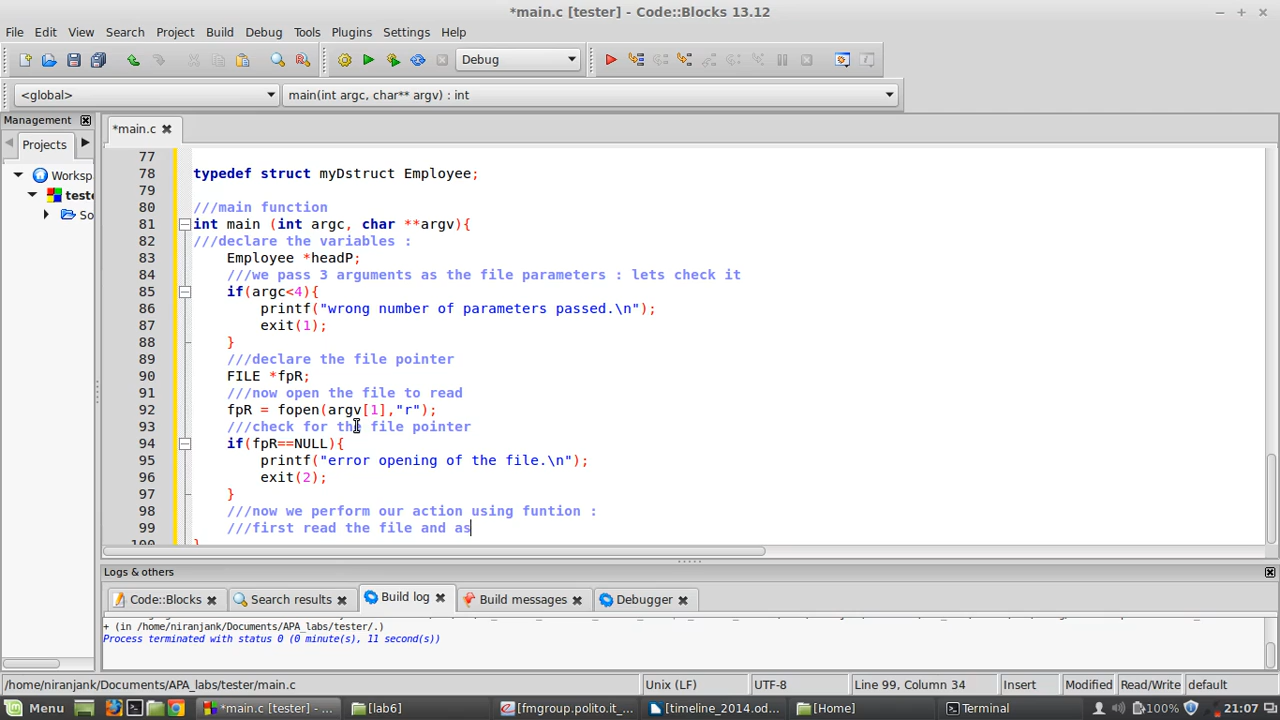 *main.c [tester] - Code::Blocks 13.12
File Edit View Search Project Build Debug Tools Plugins Settings Help
Debug
<global> main(int argc, char** argv) : int
Management
Projects
*main.c
Worksp
teste
So
77
78 typedef struct myDstruct Employee;
79
80 ///main function
81 int main (int argc, char **argv){
82 ///declare the variables :
83 Employee *headP;
84 ///we pass 3 arguments as the file parameters : lets check it
85 if(argc<4){
86 printf("wrong number of parameters passed.\n");
87 exit(1);
88 }
89 ///declare the file pointer
90 FILE *fpR;
91 ///now open the file to read
92 fpR = fopen(argv[1],"r");
93 ///check for the file pointer
94 if(fpR==NULL){
95 printf("error opening of the file.\n");
96 exit(2);
97 }
98 ///now we perform our action using funtion :
99 ///first read the file and as
100 }
Logs & others
Code::Blocks Search results Build log Build messages Debugger
+ (in /home/niranjank/Documents/APA_labs/tester/.)
Process terminated with status 0 (0 minute(s), 11 second(s))
/home/niranjank/Documents/APA_labs/tester/main.c Unix (LF) UTF-8 Line 99, Column 34 Insert Modified Read/Write default
Menu *main.c [tester] - ... [lab6] [fmgroup.polito.it_... [timeline_2014.od... [Home] Terminal 100% 21:07